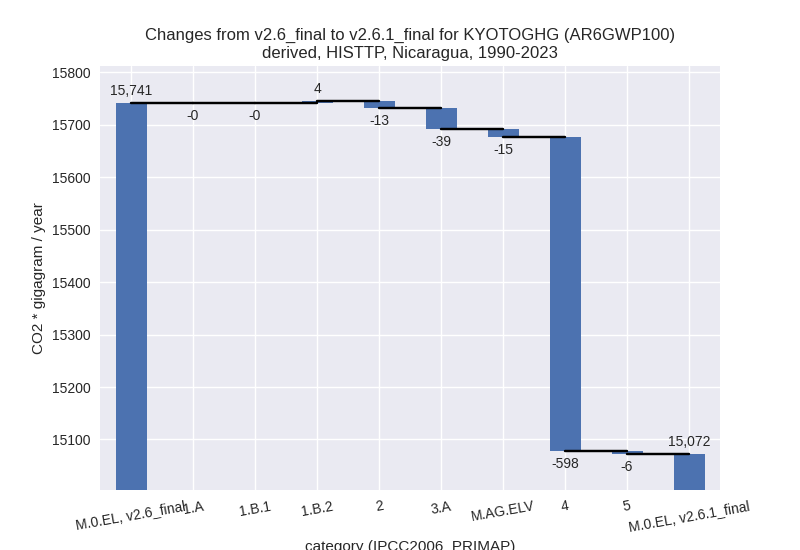 Changes from v2.6_final to v2.6.1_final for KYOTOGHG (AR6GWP100)
derived, HISTTP, Nicaragua, 1990-2023
CO2 * gigagram / year
15800
15700
15600
15500
15400
15300
15200
15100
15,741
-0
-0
4
-13
-39
-15
-598
-6
15,072
M.0.EL, v2.6_final
1.A
1.B.1
1.B.2
2
3.A
M.AG.ELV
4
5
M.0.EL, v2.6.1_final
category (IPCC2006_PRIMAP)